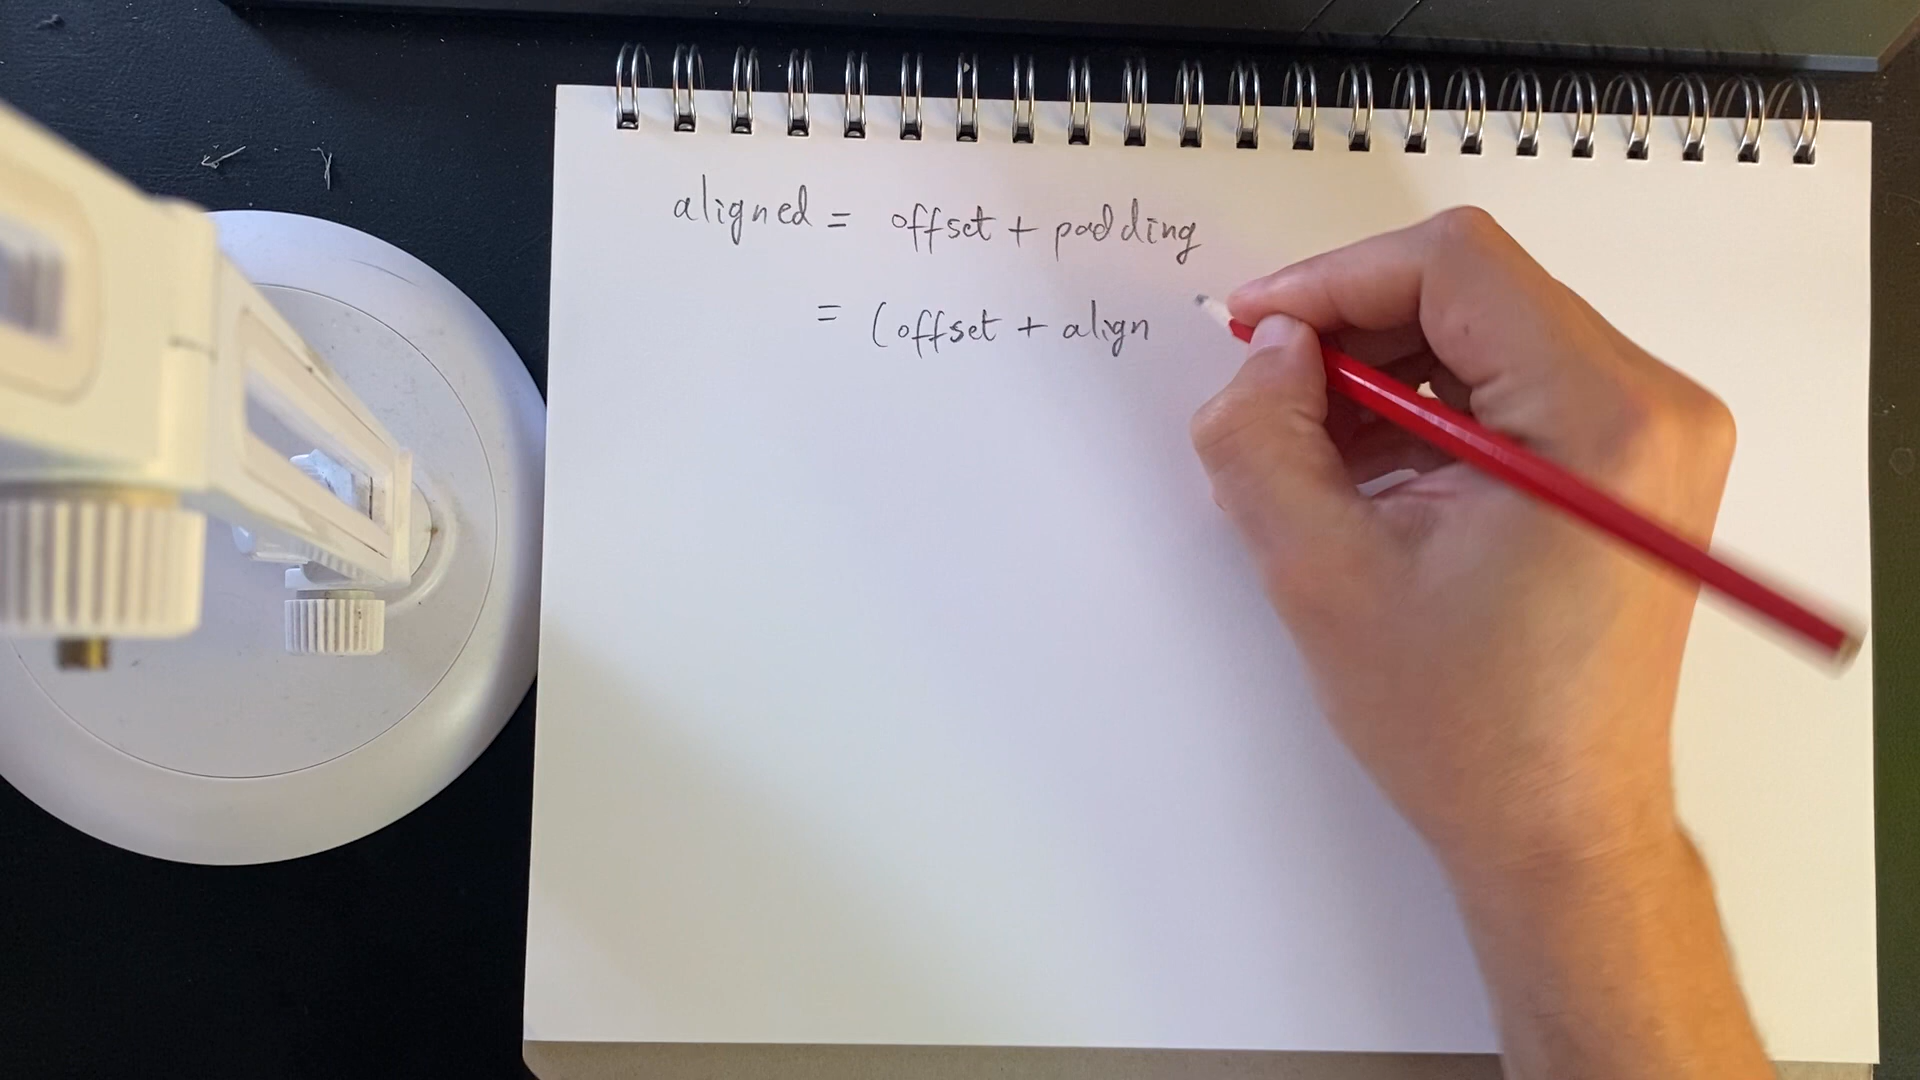 aligned = offset + padding
= (offset + align